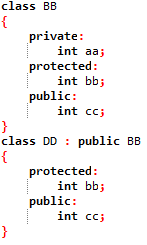 class BB
{
    private:
        int aa;
    protected:
        int bb;
    public:
        int cc;
}
class DD : public BB
{
    protected:
        int bb;
    public:
        int cc;
}